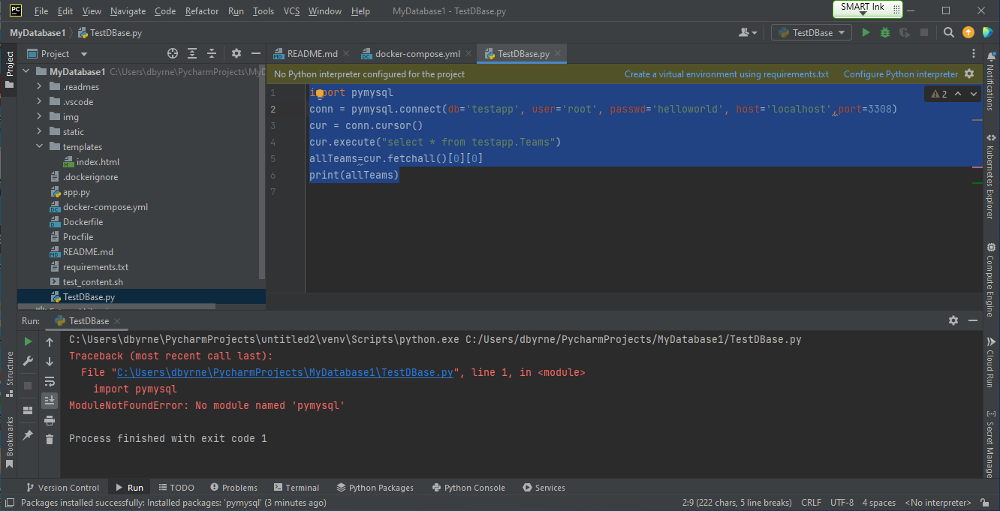 PC File Edit View Navigate Code Refactor Run Tools VCS Window Help MyDatabase1 - TestDBase.py
SMART Ink
MyDatabase1 TestDBase.py
TestDBase
Project
README.md docker-compose.yml TestDBase.py
MyDatabase1 C:\Users\dbyrne\PycharmProjects\MyD
.readmes
.vscode
img
static
templates
index.html
.dockerignore
app.py
docker-compose.yml
Dockerfile
Procfile
README.md
requirements.txt
test_content.sh
TestDBase.py
No Python interpreter configured for the project Create a virtual environment using requirements.txt Configure Python interpreter
1 import pymysql
2 conn = pymysql.connect(db='testapp', user='root', passwd='helloworld', host='localhost',port=3308)
3 cur = conn.cursor()
4 cur.execute("select * from testapp.Teams")
5 allTeams=cur.fetchall()[0][0]
6 print(allTeams)
7
2
Project
Structure
Bookmarks
Notifications
Kubernetes Explorer
Compute Engine
Cloud Run
Secret Manage
Run: TestDBase
C:\Users\dbyrne\PycharmProjects\untitled2\venv\Scripts\python.exe C:/Users/dbyrne/PycharmProjects/MyDatabase1/TestDBase.py
Traceback (most recent call last):
File "C:\Users\dbyrne\PycharmProjects\MyDatabase1\TestDBase.py", line 1, in <module>
import pymysql
ModuleNotFoundError: No module named 'pymysql'
Process finished with exit code 1
Version Control Run TODO Problems Terminal Python Packages Python Console Services
Packages installed successfully: Installed packages: 'pymysql' (3 minutes ago) 2:9 (222 chars, 5 line breaks) CRLF UTF-8 4 spaces <No interpreter>